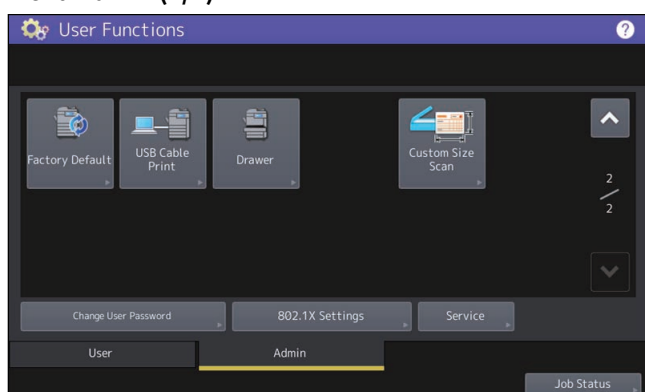 User Functions
?
Factory Default
USB Cable
Print
Drawer
Custom Size
Scan
2
2
Change User Password
802.1X Settings
Service
User
Admin
Job Status